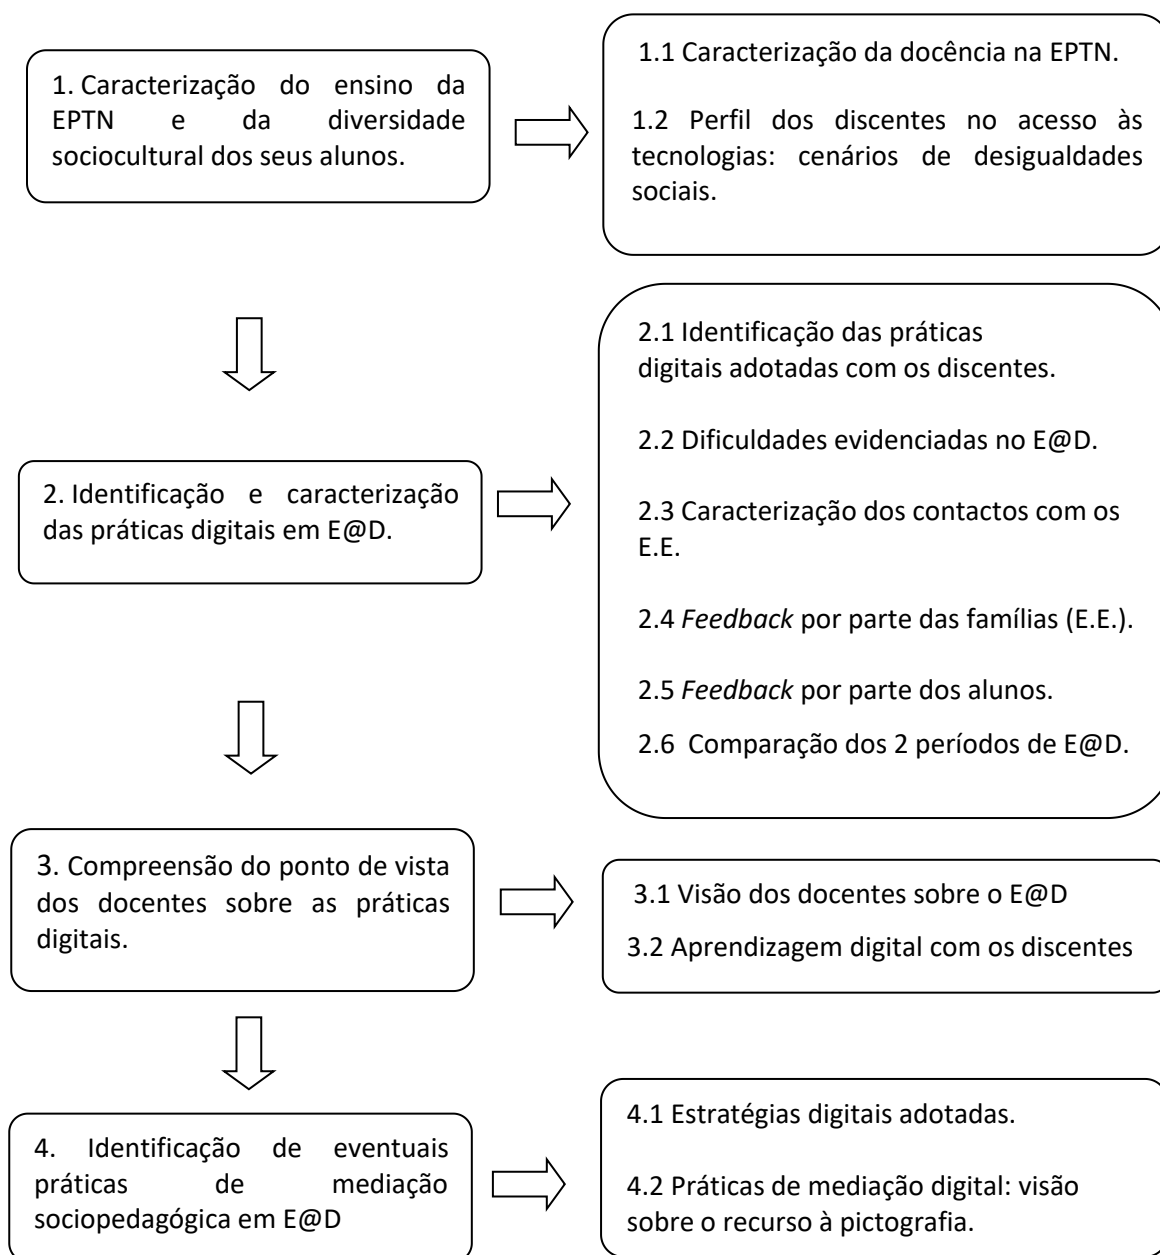 1. Caracterização do ensino da
EPTN e da diversidade
sociocultural dos seus alunos.
1.1 Caracterização da docência na EPTN.
1.2 Perfil dos discentes no acesso às
tecnologias: cenários de desigualdades
sociais.
2. Identificação e caracterização
das práticas digitais em E@D.
2.1 Identificação das práticas
digitais adotadas com os discentes.
2.2 Dificuldades evidenciadas no E@D.
2.3 Caracterização dos contactos com os
E.E.
2.4 Feedback por parte das famílias (E.E.).
2.5 Feedback por parte dos alunos.
2.6 Comparação dos 2 períodos de E@D.
3. Compreensão do ponto de vista
dos docentes sobre as práticas
digitais.
3.1 Visão dos docentes sobre o E@D
3.2 Aprendizagem digital com os discentes
4. Identificação de eventuais
práticas de mediação
sociopedagógica em E@D
4.1 Estratégias digitais adotadas.
4.2 Práticas de mediação digital: visão
sobre o recurso à pictografia.